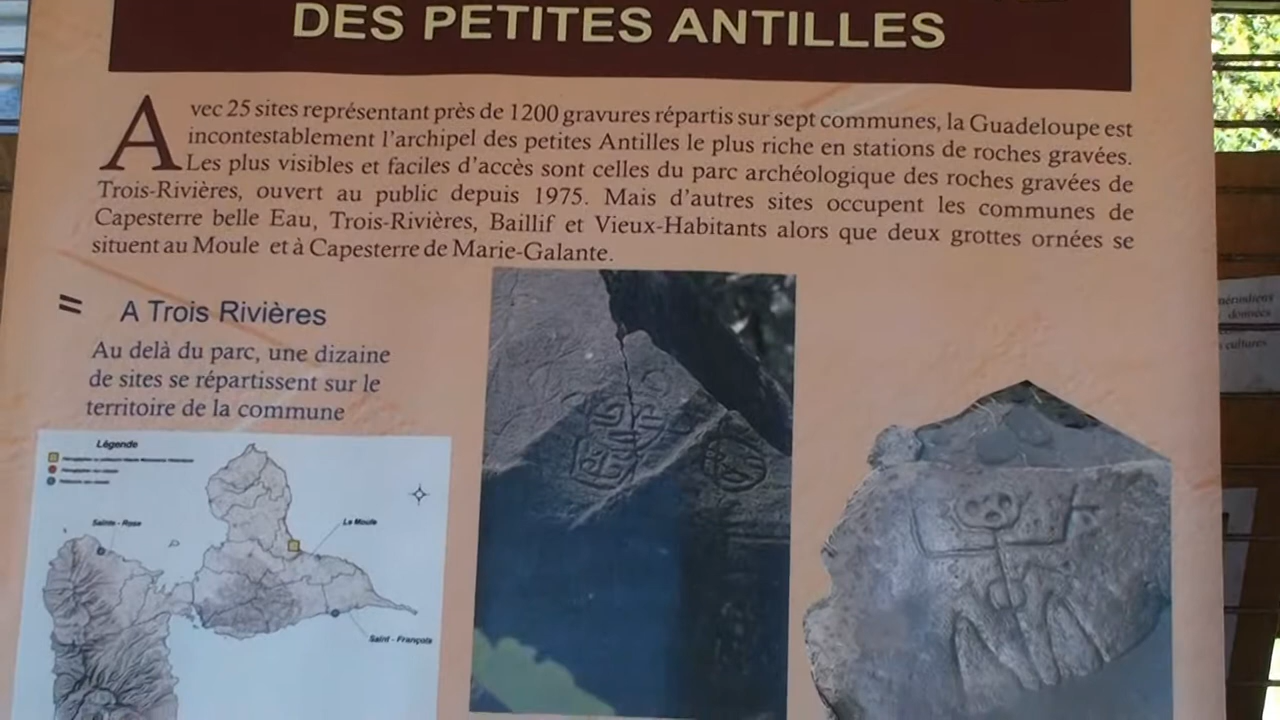 DES PETITES ANTILLES
Avec 25 sites représentant près de 1200 gravures répartis sur sept communes, la Guadeloupe est
incontestablement l'archipel des petites Antilles le plus riche en stations de roches gravées.
Les plus visibles et faciles d'accès sont celles du parc archéologique des roches gravées de
Trois-Rivières, ouvert au public depuis 1975. Mais d'autres sites occupent les communes de
Capesterre belle Eau, Trois-Rivières, Baillif et Vieux-Habitants alors que deux grottes ornées se
situent au Moule et à Capesterre de Marie-Galante.
= A Trois Rivières
Au delà du parc, une dizaine
de sites se répartissent sur le
territoire de la commune
Légende
Sainte - Rose
Le Moule
Saint - François
données
cultures